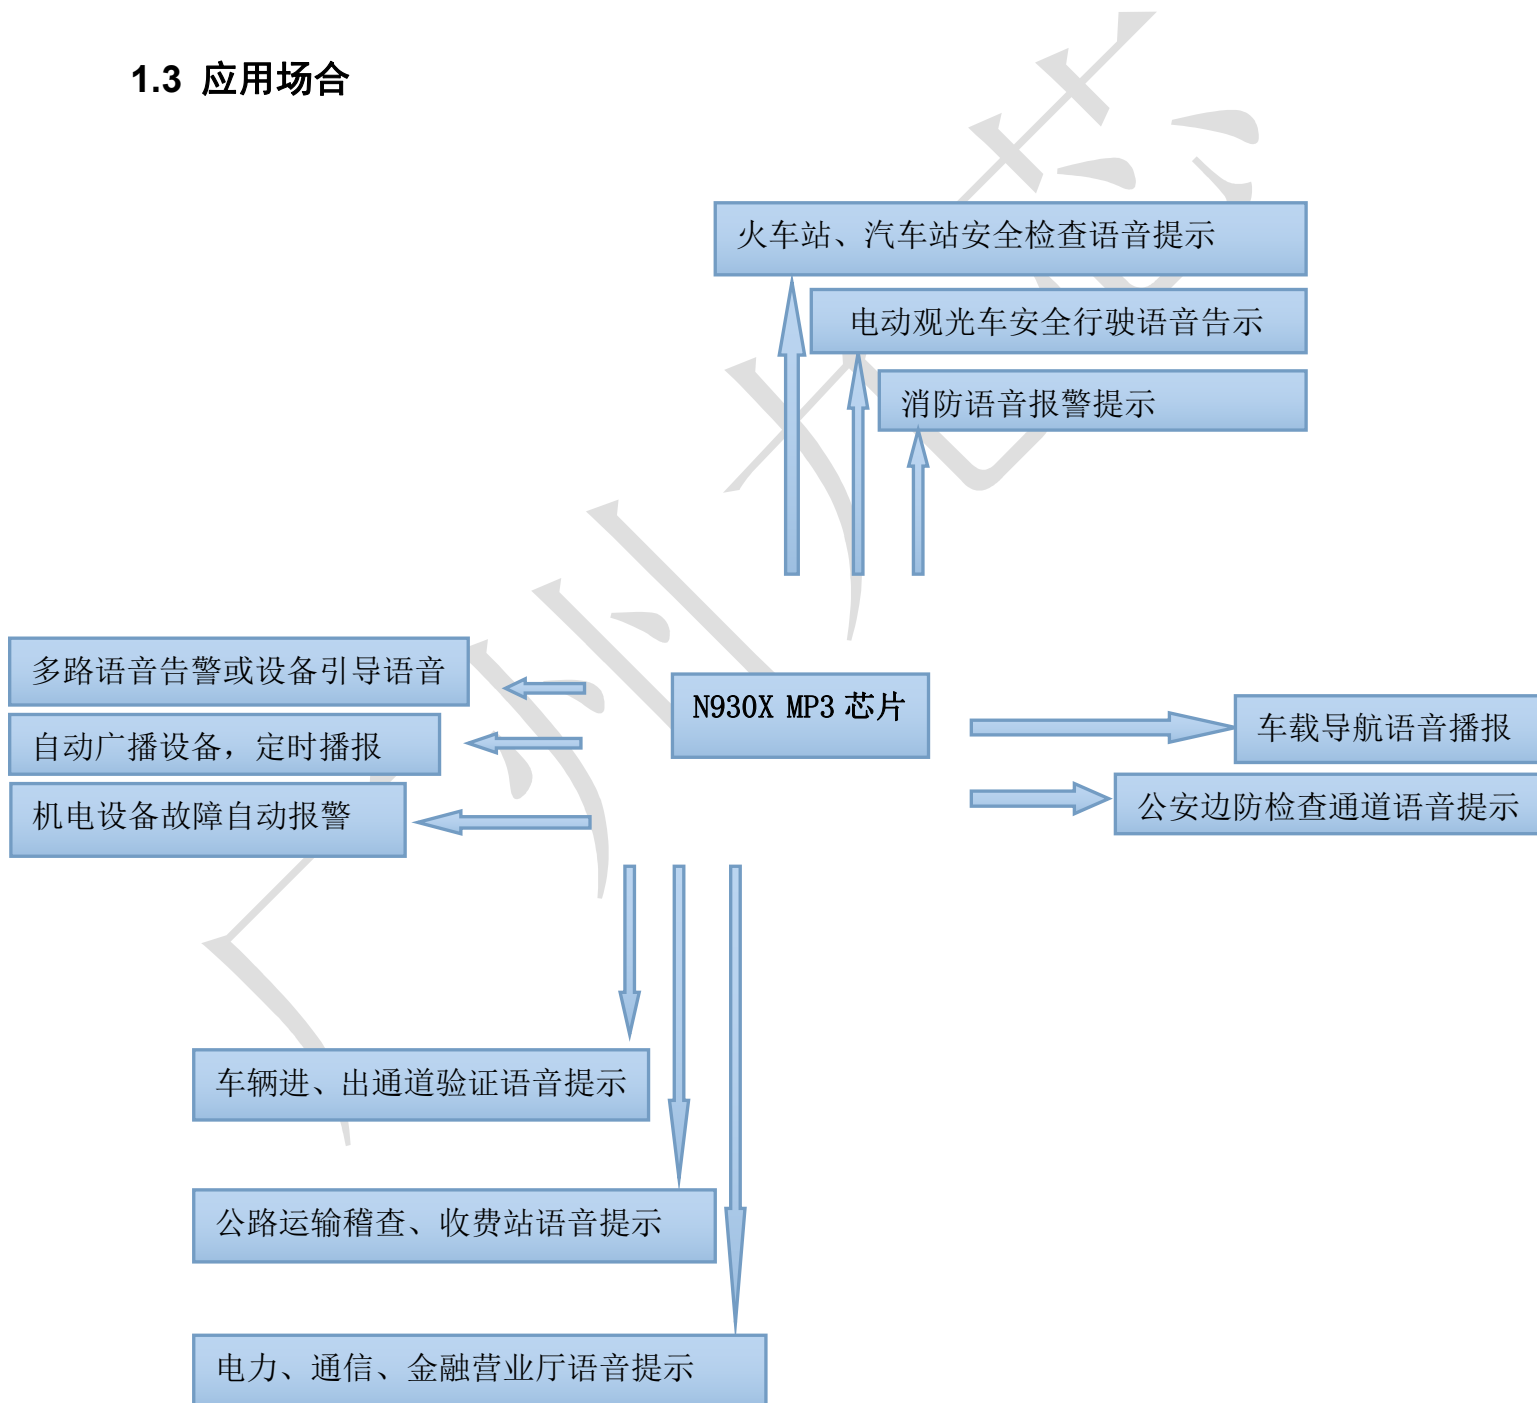 1.3 应用场合
火车站、汽车站安全检查语音提示
电动观光车安全行驶语音告示
消防语音报警提示
多路语音告警或设备引导语音
自动广播设备，定时播报
机电设备故障自动报警
N930X MP3 芯片
车载导航语音播报
公安边防检查通道语音提示
车辆进、出通道验证语音提示
公路运输稽查、收费站语音提示
电力、通信、金融营业厅语音提示